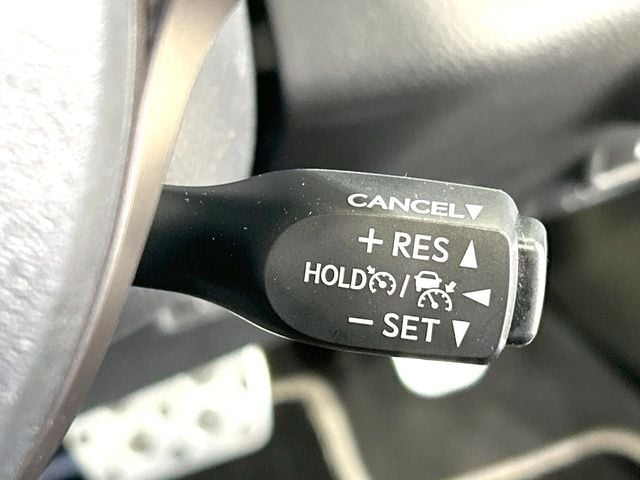 CANCEL▼
+ RES ▲
HOLD / ◀
− SET ▼